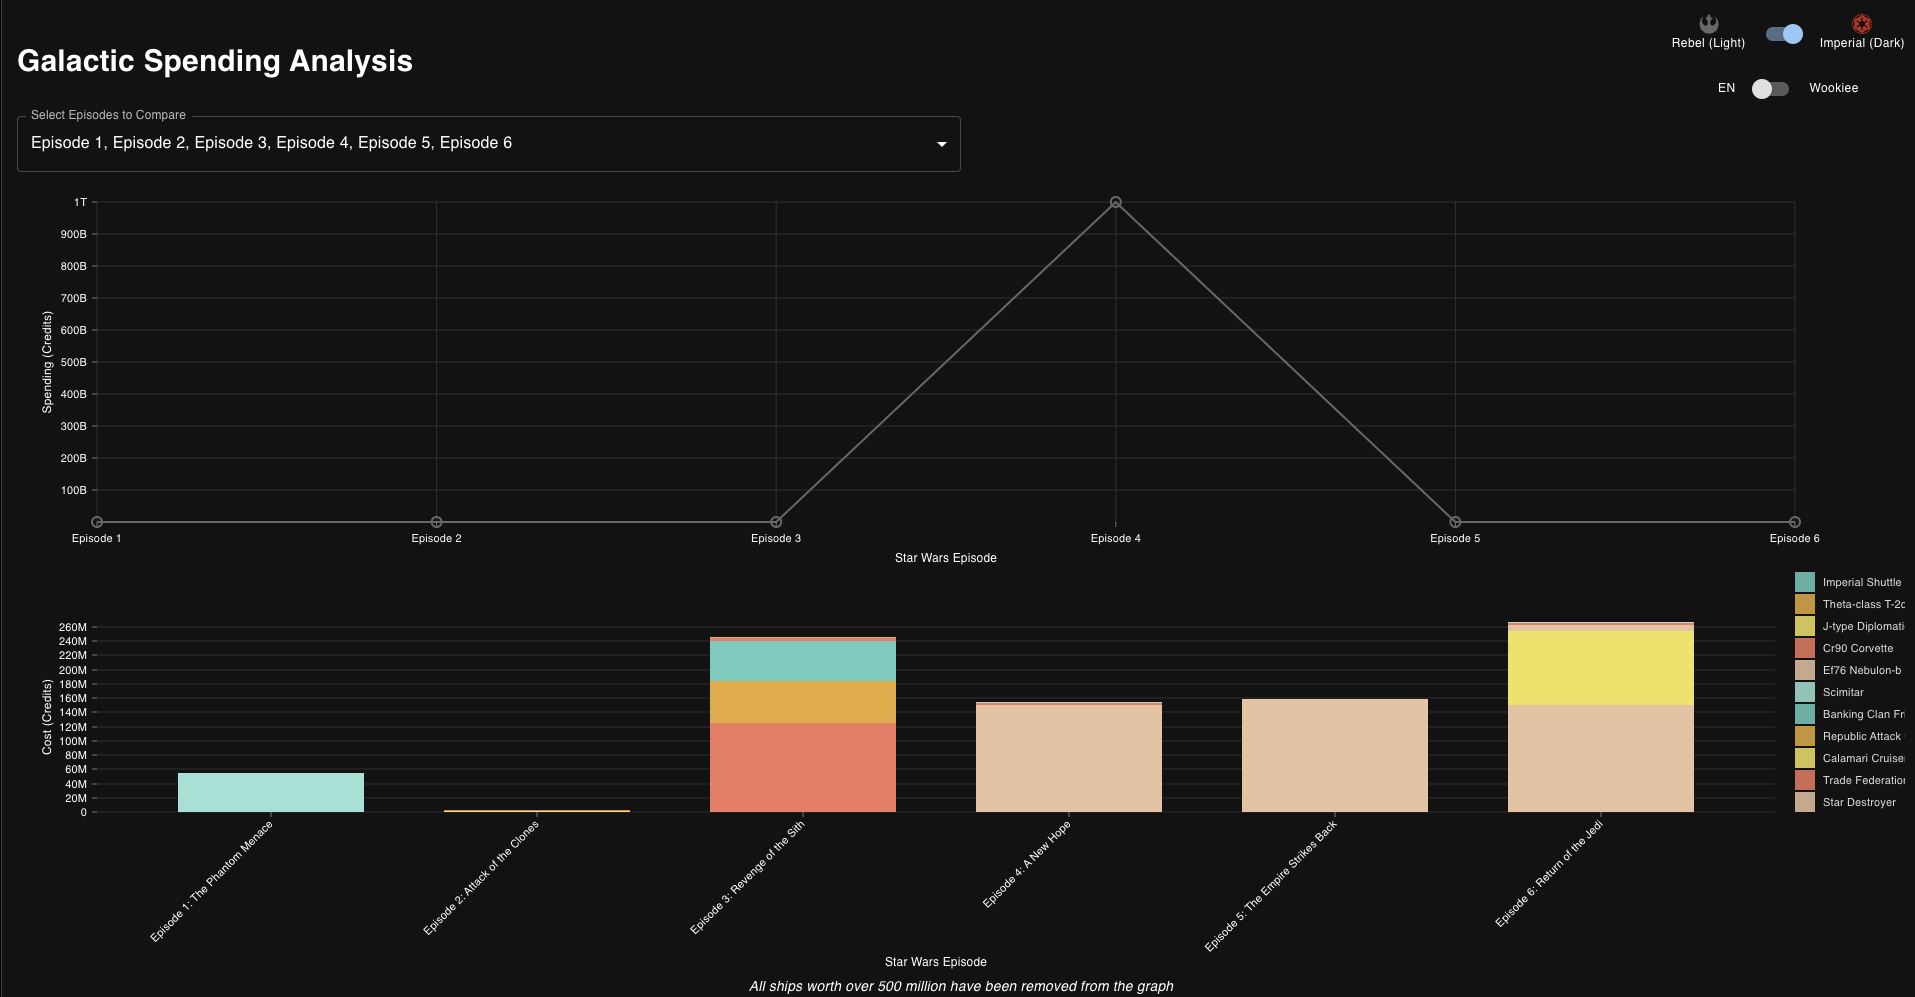 Galactic Spending Analysis
Rebel (Light)
Imperial (Dark)
EN
Wookiee
Select Episodes to Compare
Episode 1, Episode 2, Episode 3, Episode 4, Episode 5, Episode 6
1T
900B
800B
700B
600B
500B
400B
300B
200B
100B
Spending (Credits)
Episode 1
Episode 2
Episode 3
Episode 4
Episode 5
Episode 6
Star Wars Episode
260M
240M
220M
200M
180M
160M
140M
120M
100M
80M
60M
40M
20M
0
Cost (Credits)
Imperial Shuttle
Theta-class T-2c
J-type Diplomati
Cr90 Corvette
Ef76 Nebulon-b
Scimitar
Banking Clan Fri
Republic Attack
Calamari Cruise
Trade Federation
Star Destroyer
Episode 1: The Phantom Menace
Episode 2: Attack of the Clones
Episode 3: Revenge of the Sith
Episode 4: A New Hope
Episode 5: The Empire Strikes Back
Episode 6: Return of the Jedi
Star Wars Episode
All ships worth over 500 million have been removed from the graph